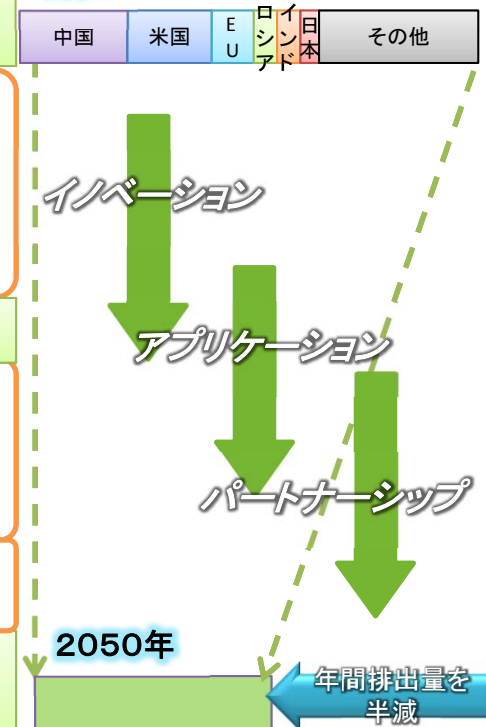 中国
米国
EU
ロシア
インド
日本
その他
イノベーション
アプリケーション
パートナーシップ
2050年
年間排出量を
半減